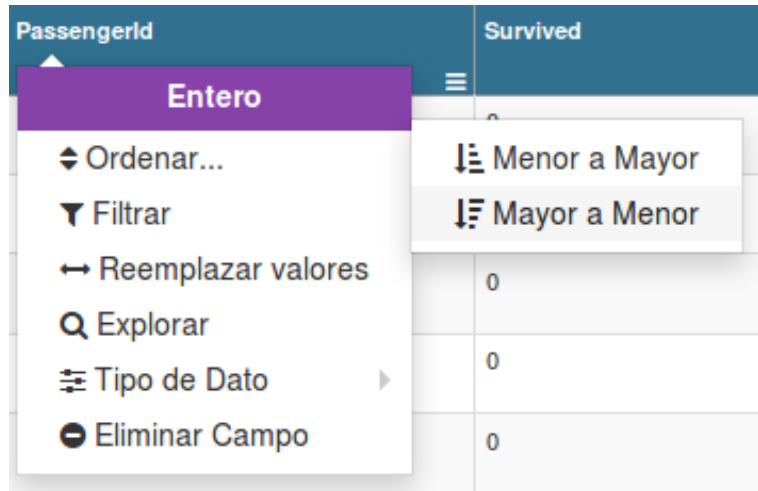 PassengerId Survived
Entero
0
Ordenar... Menor a Mayor
Filtrar Mayor a Menor
Reemplazar valores 0
Explorar
Tipo de Dato 0
Eliminar Campo 0